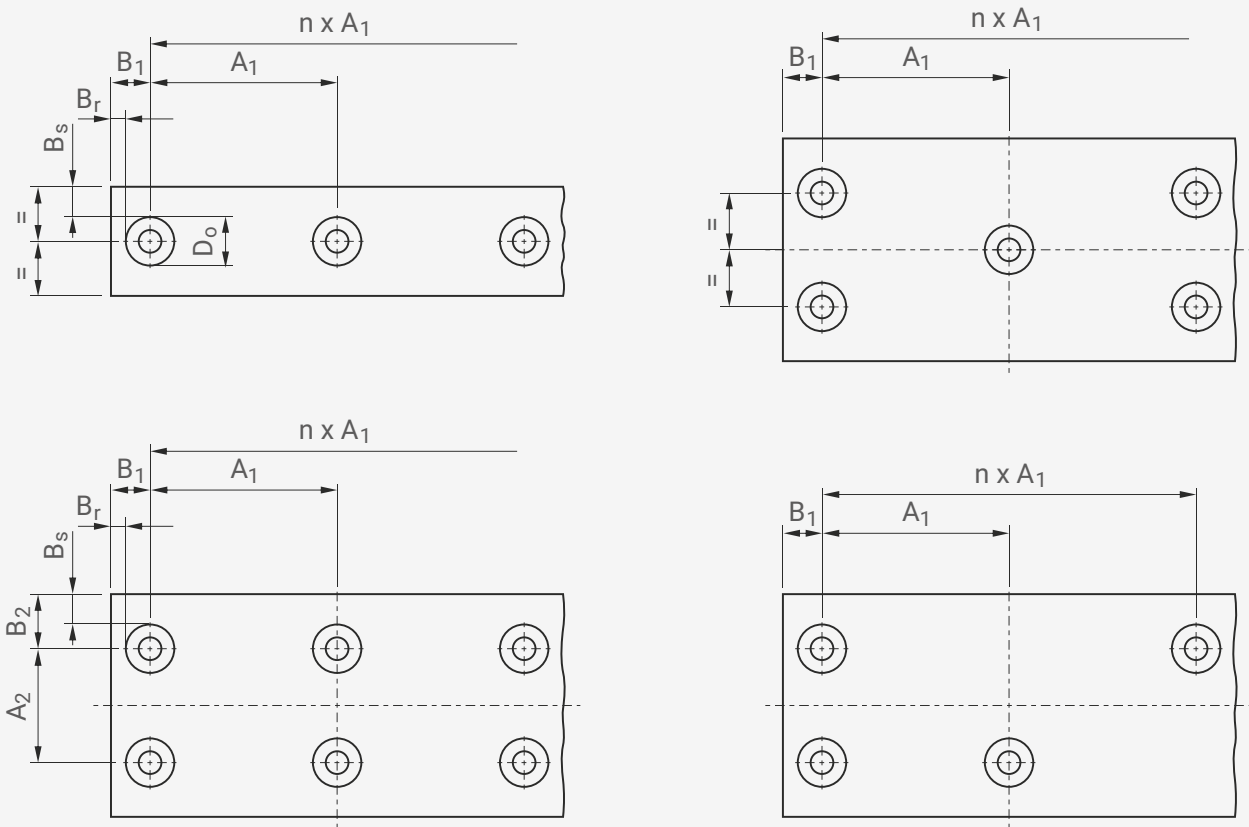 n x A₁
B₁ A₁
Bᵣ
Bₛ
=
=
Dₒ
n x A₁
B₁ A₁
=
=
n x A₁
B₁ A₁
Bᵣ
Bₛ
B₂
A₂
n x A₁
B₁ A₁